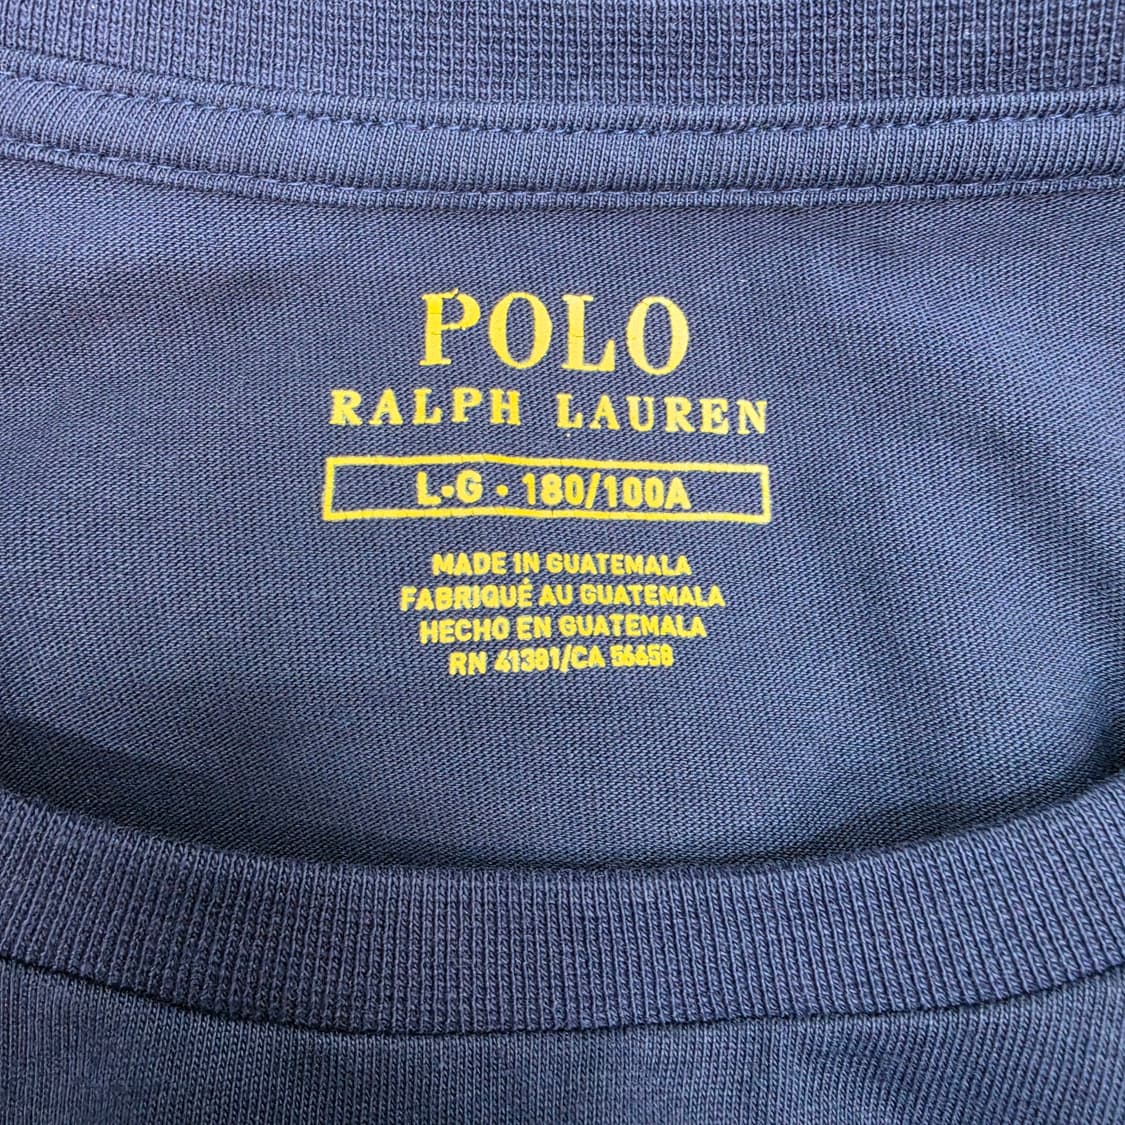 POLO
RALPH LAUREN
L•G • 180/100A
MADE IN GUATEMALA
FABRIQUÉ AU GUATEMALA
HECHO EN GUATEMALA
RN 41381/CA 56658